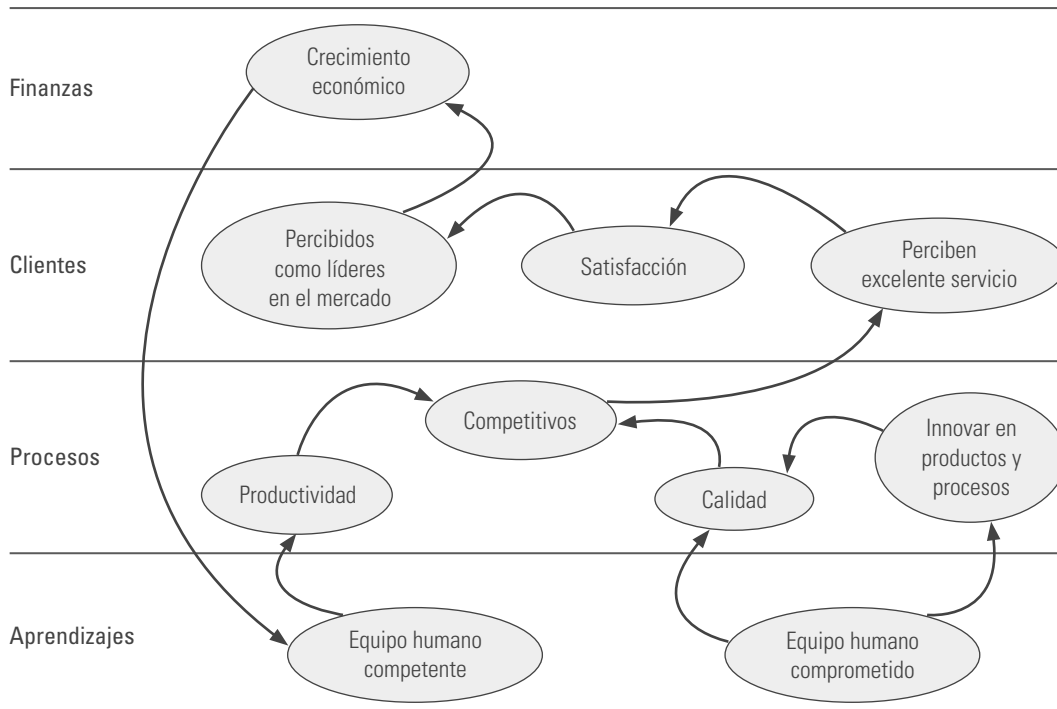 Finanzas
Crecimiento
económico
Clientes
Percibidos
como líderes
en el mercado
Satisfacción
Perciben
excelente servicio
Procesos
Competitivos
Productividad
Calidad
Innovar en
productos y
procesos
Aprendizajes
Equipo humano
competente
Equipo humano
comprometido